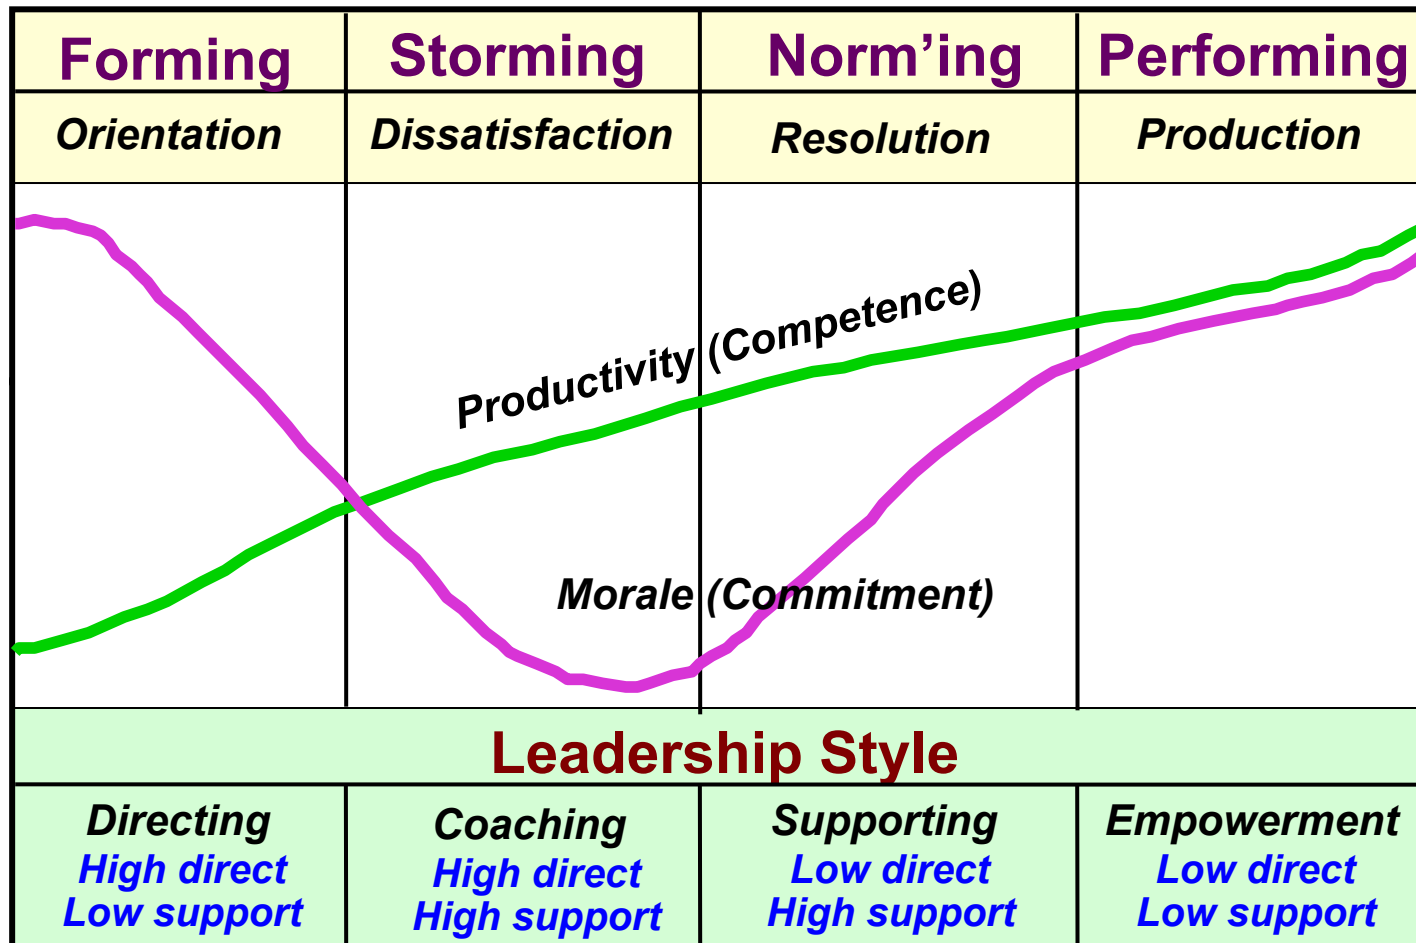 Forming
Storming
Norm’ing
Performing
Orientation
Dissatisfaction
Resolution
Production
Productivity (Competence)
Morale (Commitment)
Leadership Style
Directing
High direct
Low support
Coaching
High direct
High support
Supporting
Low direct
High support
Empowerment
Low direct
Low support